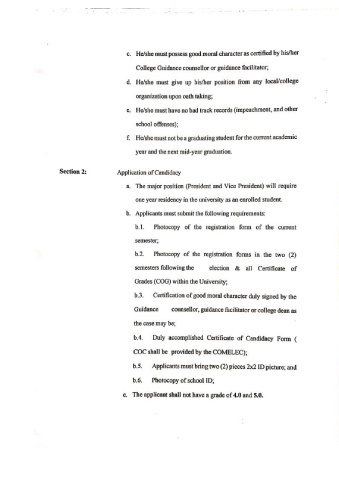 c. He/she must possess good moral character as certified by his/her
College Guidance counsellor or guidance facilitator;
d. He/she must give up his/her position from any local/college
organization upon oath taking;
e. He/she must have no bad track records (impeachment, and other
school offenses);
f. He/she must not be a graduating student for the current academic
year and the next mid-year graduation.
Section 2: Application of Candidacy
a. The major position (President and Vice President) will require
one year residency in the university as an enrolled student.
b. Applicants must submit the following requirements:
b.1. Photocopy of the registration form of the current
semester;
b.2. Photocopy of the registration forms in the two (2)
semesters following the election & all Certificate of
Grades (COG) within the University;
b.3. Certification of good moral character duly signed by the
Guidance counsellor, guidance facilitator or college dean as
the case may be;
b.4. Duly accomplished Certificate of Candidacy Form (
COC shall be provided by the COMELEC);
b.5. Applicants must bring two (2) pieces 2x2 ID picture; and
b.6. Photocopy of school ID;
c. The applicant shall not have a grade of 4.0 and 5.0.